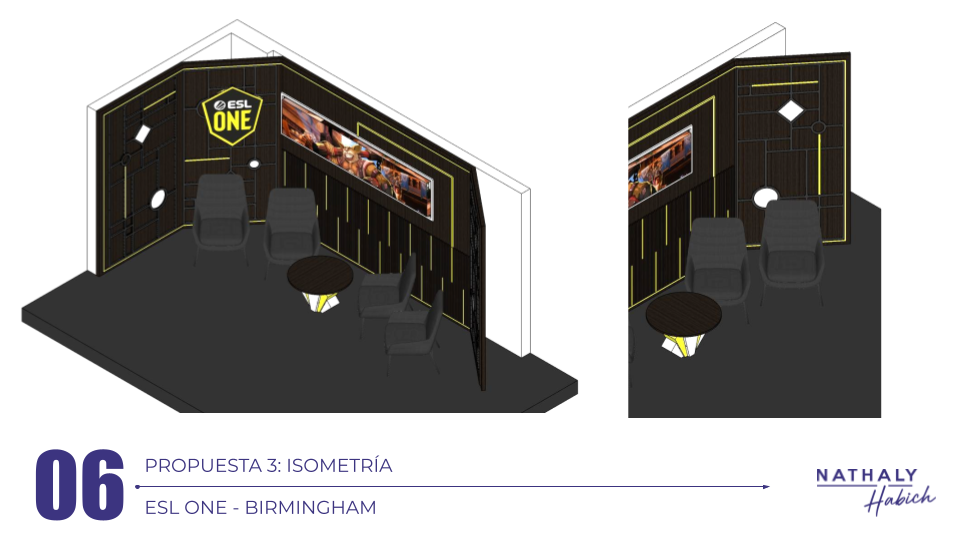 ESL
ONE
06
PROPUESTA 3: ISOMETRÍA
ESL ONE - BIRMINGHAM
NATHALY
Habich